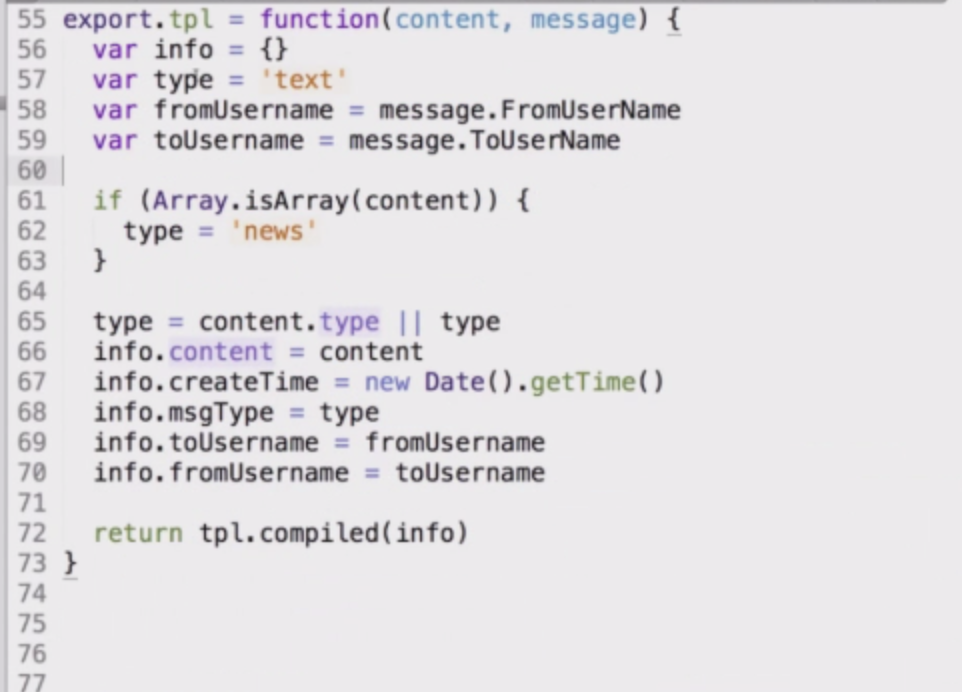 55 export.tpl = function(content, message) {
56   var info = {}
57   var type = 'text'
58   var fromUsername = message.FromUserName
59   var toUsername = message.ToUserName
60
61   if (Array.isArray(content)) {
62     type = 'news'
63   }
64
65   type = content.type || type
66   info.content = content
67   info.createTime = new Date().getTime()
68   info.msgType = type
69   info.toUsername = fromUsername
70   info.fromUsername = toUsername
71
72   return tpl.compiled(info)
73 }
74
75
76
77